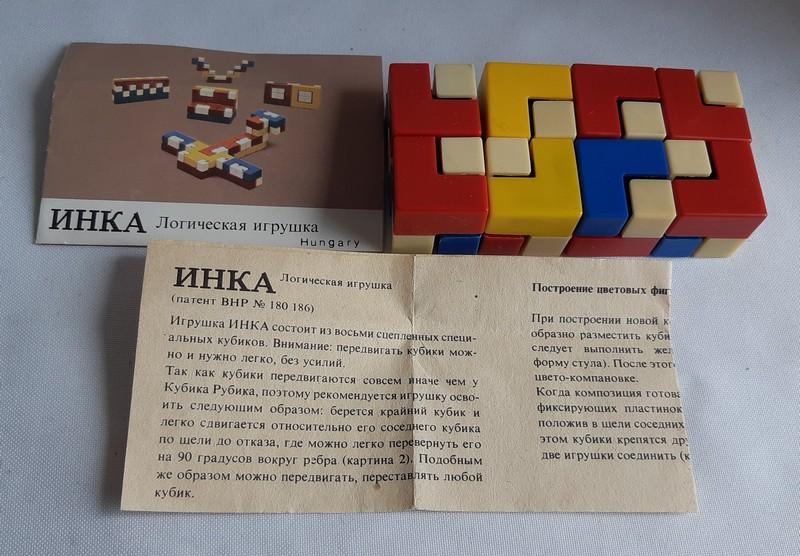 ИНКА Логическая игрушка
Hungary
ИНКА Логическая игрушка
(патент ВНР № 180 186)
Игрушка ИНКА состоит из восьми сцепленных специ-
альных кубиков. Внимание: передвигать кубики мож-
но и нужно легко, без усилий.
Так как кубики передвигаются совсем иначе чем у
Кубика Рубика, поэтому рекомендуется игрушку осво-
ить следующим образом: берется крайний кубик и
легко сдвигается относительно его соседнего кубика
по щели до отказа, где можно легко перевернуть его
на 90 градусов вокруг ребра (картина 2). Подобным
же образом можно передвигать, переставлять любой
кубик.
Построение цветовых фиг
При построении новой к
образно разместить куби
следует выполнить жел
форму стула). После этог
цвето-компановке.
Когда композиция готова
фиксирующих пластинок
положив в щели соседних
этом кубики крепятся др
две игрушки соединить (к